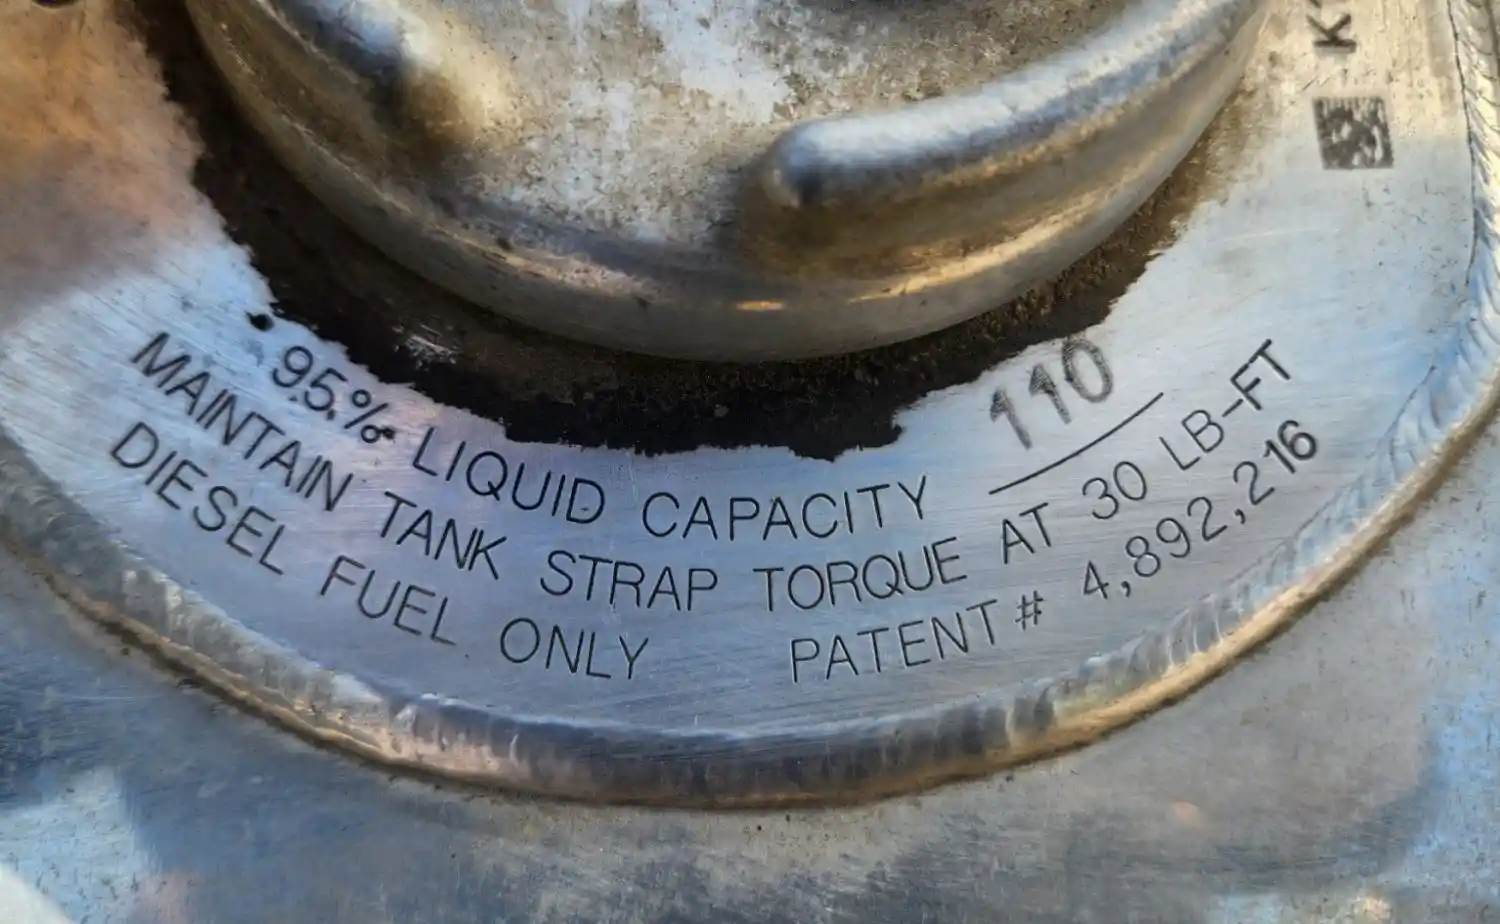 K
95% LIQUID CAPACITY 110
MAINTAIN TANK STRAP TORQUE AT 30 LB-FT
DIESEL FUEL ONLY PATENT# 4,892,216